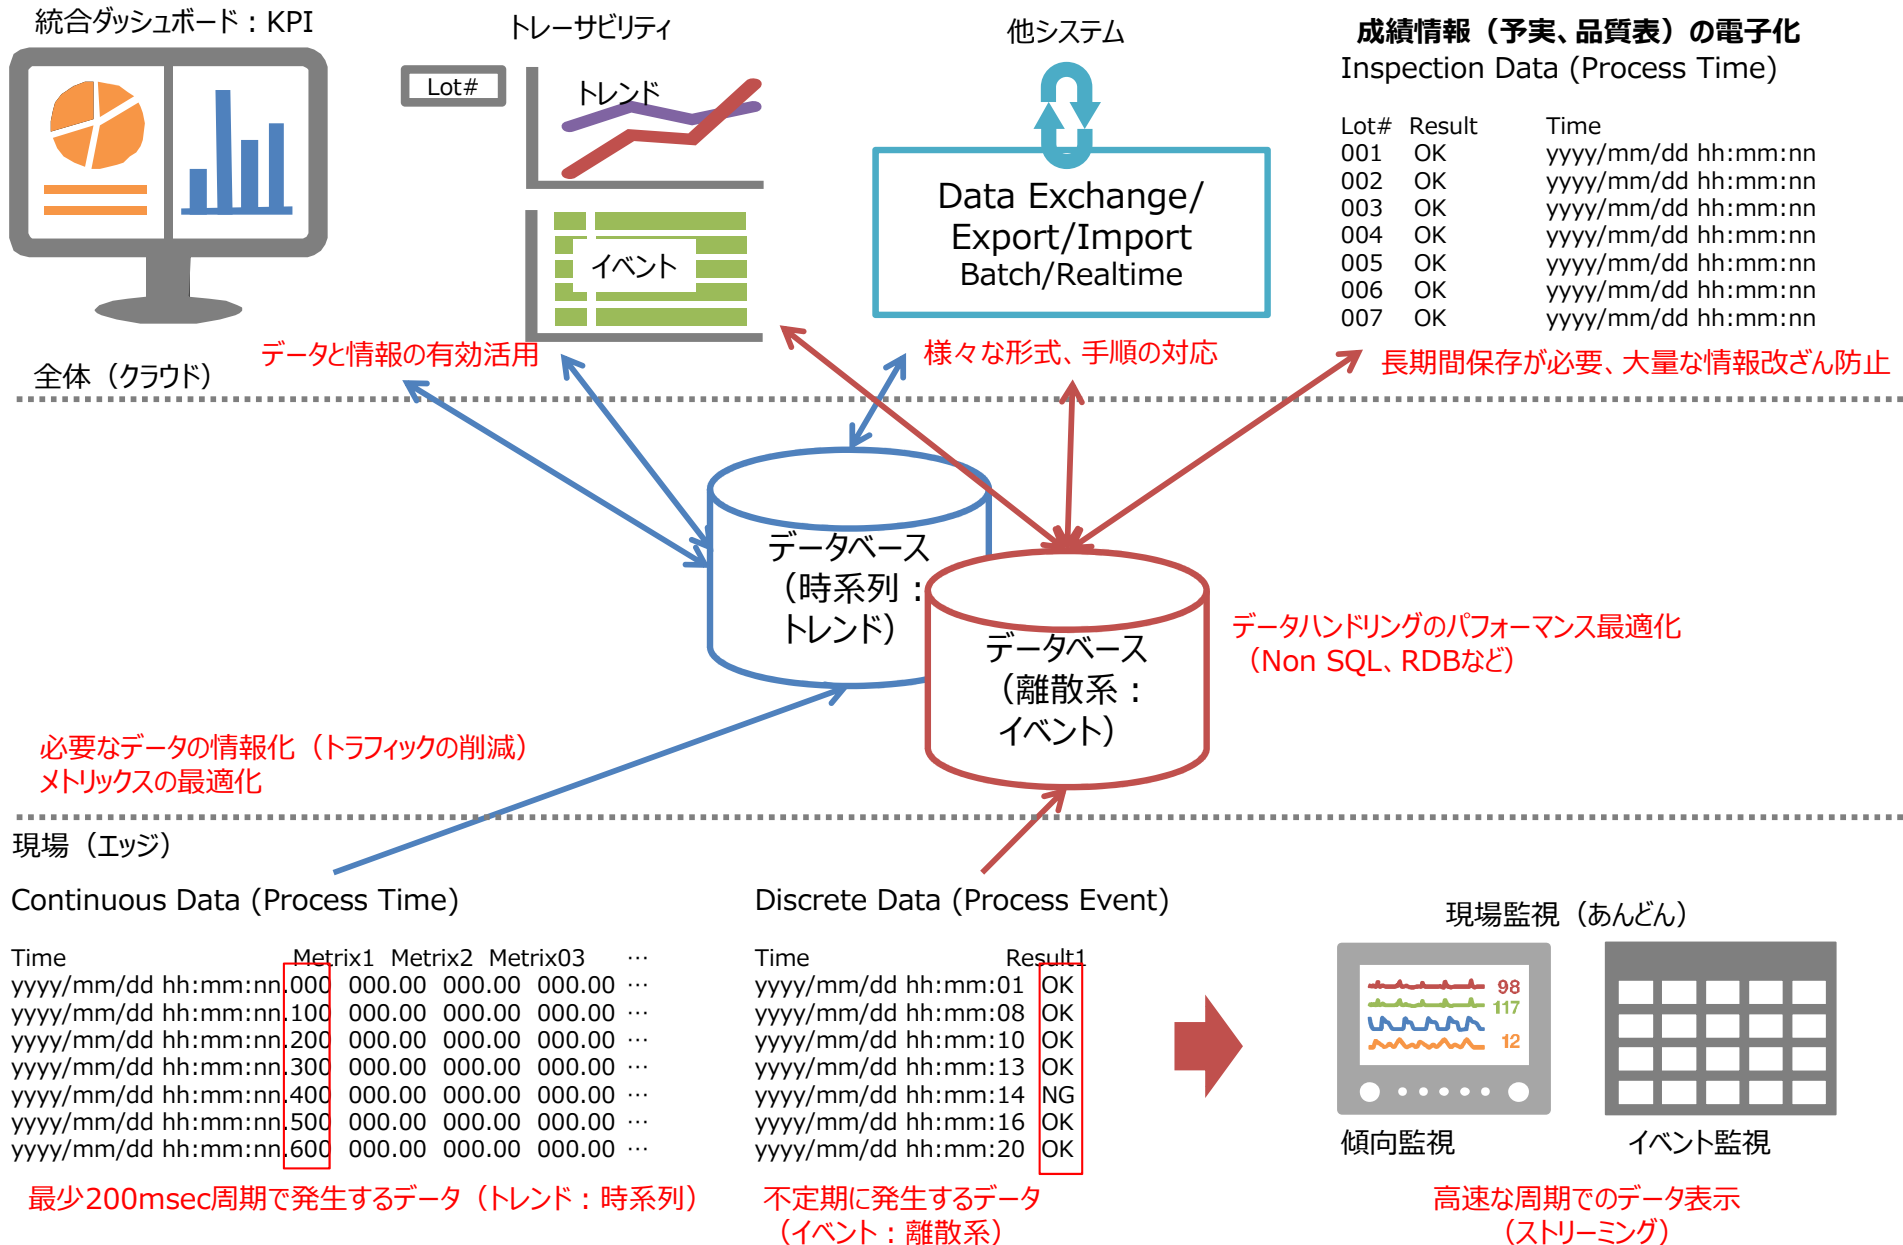 統合ダッシュボード：KPI
トレーサビリティ
Lot#
トレンド
イベント
他システム
Data Exchange/
Export/Import
Batch/Realtime
成績情報（予実、品質表）の電子化
Inspection Data (Process Time)
Lot# Result Time
001 OK yyyy/mm/dd hh:mm:nn
002 OK yyyy/mm/dd hh:mm:nn
003 OK yyyy/mm/dd hh:mm:nn
004 OK yyyy/mm/dd hh:mm:nn
005 OK yyyy/mm/dd hh:mm:nn
006 OK yyyy/mm/dd hh:mm:nn
007 OK yyyy/mm/dd hh:mm:nn
データと情報の有効活用
様々な形式、手順の対応
長期間保存が必要、大量な情報改ざん防止
全体（クラウド）
データベース
（時系列：
トレンド）
データベース
（離散系：
イベント）
データハンドリングのパフォーマンス最適化
（Non SQL、RDBなど）
必要なデータの情報化（トラフィックの削減）
メトリックスの最適化
現場（エッジ）
Continuous Data (Process Time)
Time Metrix1 Metrix2 Metrix03 …
yyyy/mm/dd hh:mm:nn.000 000.00 000.00 000.00 …
yyyy/mm/dd hh:mm:nn.100 000.00 000.00 000.00 …
yyyy/mm/dd hh:mm:nn.200 000.00 000.00 000.00 …
yyyy/mm/dd hh:mm:nn.300 000.00 000.00 000.00 …
yyyy/mm/dd hh:mm:nn.400 000.00 000.00 000.00 …
yyyy/mm/dd hh:mm:nn.500 000.00 000.00 000.00 …
yyyy/mm/dd hh:mm:nn.600 000.00 000.00 000.00 …
最少200msec周期で発生するデータ（トレンド：時系列）
Discrete Data (Process Event)
Time Result1
yyyy/mm/dd hh:mm:01 OK
yyyy/mm/dd hh:mm:08 OK
yyyy/mm/dd hh:mm:10 OK
yyyy/mm/dd hh:mm:13 OK
yyyy/mm/dd hh:mm:14 NG
yyyy/mm/dd hh:mm:16 OK
yyyy/mm/dd hh:mm:20 OK
不定期に発生するデータ
（イベント：離散系）
現場監視（あんどん）
98
117
12
傾向監視
イベント監視
高速な周期でのデータ表示
（ストリーミング）